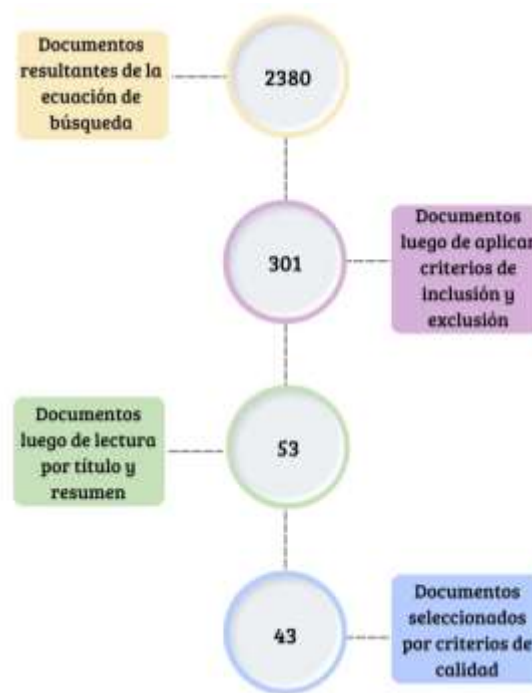 Documentos
resultantes de la
ecuación de
búsqueda
2380
301
Documentos
luego de aplicar
criterios de
inclusión y
exclusión
Documentos
luego de lectura
por título y
resumen
53
43
Documentos
seleccionados
por criterios de
calidad